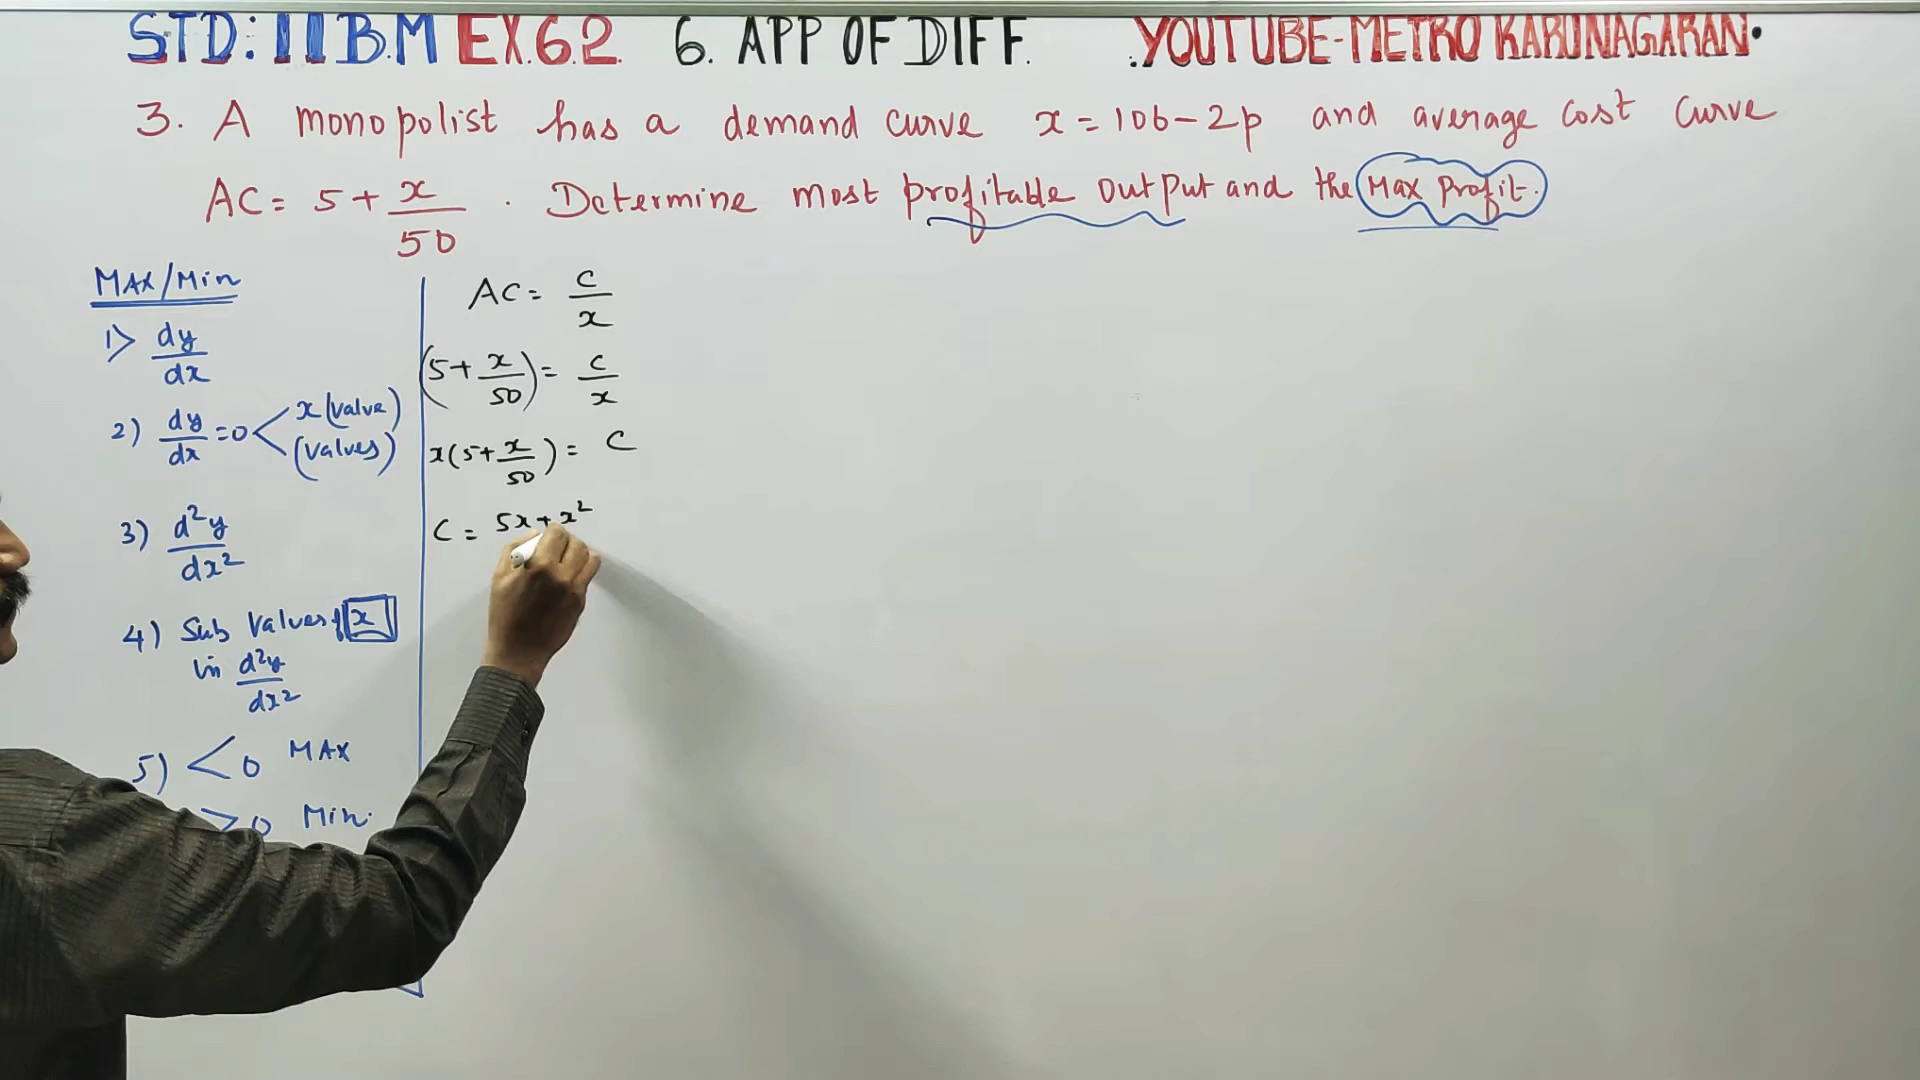 STD: 11 B.M EX.6.2. 6. APP OF DIFF. YOUTUBE-METRO KARUNAGARAN.
3. A monopolist has a demand curve x = 106 - 2p and average cost curve
AC = 5 + x/50 . Determine most profitable output and the Max profit.
MAX/Min
1) dy/dx
2) dy/dx = 0 < x (value)
(values)
3) d²y/dx²
4) Sub values of x
in d²y/dx²
5) < 0 MAX
> 0 Min.
AC = C/x
(5 + x/50) = C/x
x(5 + x/50) = C
C = 5x + x²